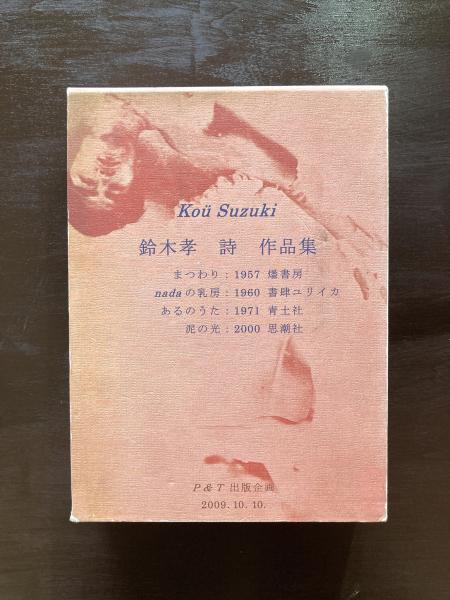 Koü Suzuki
鈴木孝 詩 作品集
まつわり : 1957 燔書房
nadaの乳房 : 1960 書肆ユリイカ
あるのうた : 1971 青土社
泥の光 : 2000 思潮社
P & T 出版企画
2009. 10. 10.